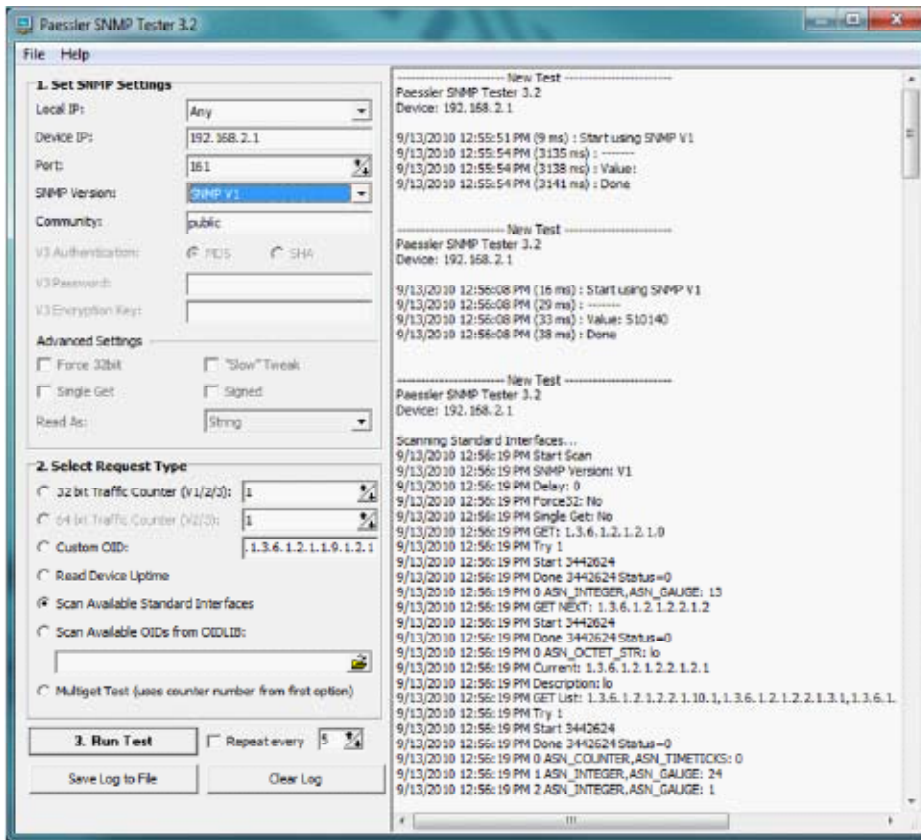 Paessler SNMP Tester 3.2
File Help
1. Set SNMP Settings
Local IP: Any
Device IP: 192.168.2.1
Port: 161
SNMP Version: SNMP V1
Community: public
V3 Authentication: MD5 SHA
V3 Password:
V3 Encryption Key:
Advanced Settings
Force 32bit "Slow" Tweak
Single Get Signed
Read As: String
2. Select Request Type
32 bit Traffic Counter (V1/2/3): 1
64 bit Traffic Counter (V2/3): 1
Custom OID: .1.3.6.1.2.1.1.9.1.2.1
Read Device Uptime
Scan Available Standard Interfaces
Scan Available OIDs from OIDLIB:
Multiget Test (uses counter number from first option)
3. Run Test Repeat every 5
Save Log to File Clear Log
----------------------- New Test -----------------------
Paessler SNMP Tester 3.2
Device: 192.168.2.1
9/13/2010 12:55:51 PM (9 ms) : Start using SNMP V1
9/13/2010 12:55:54 PM (3135 ms) : -------
9/13/2010 12:55:54 PM (3138 ms) : Value:
9/13/2010 12:55:54 PM (3141 ms) : Done
----------------------- New Test -----------------------
Paessler SNMP Tester 3.2
Device: 192.168.2.1
9/13/2010 12:56:08 PM (16 ms) : Start using SNMP V1
9/13/2010 12:56:08 PM (29 ms) : -------
9/13/2010 12:56:08 PM (33 ms) : Value: 510140
9/13/2010 12:56:08 PM (38 ms) : Done
----------------------- New Test -----------------------
Paessler SNMP Tester 3.2
Device: 192.168.2.1
Scanning Standard Interfaces...
9/13/2010 12:56:19 PM Start Scan
9/13/2010 12:56:19 PM SNMP Version: V1
9/13/2010 12:56:19 PM Delay: 0
9/13/2010 12:56:19 PM Force32: No
9/13/2010 12:56:19 PM Single Get: No
9/13/2010 12:56:19 PM GET: 1.3.6.1.2.1.2.1.0
9/13/2010 12:56:19 PM Try 1
9/13/2010 12:56:19 PM Start 3442624
9/13/2010 12:56:19 PM Done 3442624 Status=0
9/13/2010 12:56:19 PM 0 ASN_INTEGER,ASN_GAUGE: 13
9/13/2010 12:56:19 PM GET NEXT: 1.3.6.1.2.1.2.2.1.2
9/13/2010 12:56:19 PM Start 3442624
9/13/2010 12:56:19 PM Done 3442624 Status=0
9/13/2010 12:56:19 PM 0 ASN_OCTET_STR: lo
9/13/2010 12:56:19 PM Current: 1.3.6.1.2.1.2.2.1.2.1
9/13/2010 12:56:19 PM Description: lo
9/13/2010 12:56:19 PM GET List: 1.3.6.1.2.1.2.2.1.10.1,1.3.6.1.2.1.2.2.1.3.1,1.3.6.1.
9/13/2010 12:56:19 PM Try 1
9/13/2010 12:56:19 PM Start 3442624
9/13/2010 12:56:19 PM Done 3442624 Status=0
9/13/2010 12:56:19 PM 0 ASN_COUNTER,ASN_TIMETICKS: 0
9/13/2010 12:56:19 PM 1 ASN_INTEGER,ASN_GAUGE: 24
9/13/2010 12:56:19 PM 2 ASN_INTEGER,ASN_GAUGE: 1